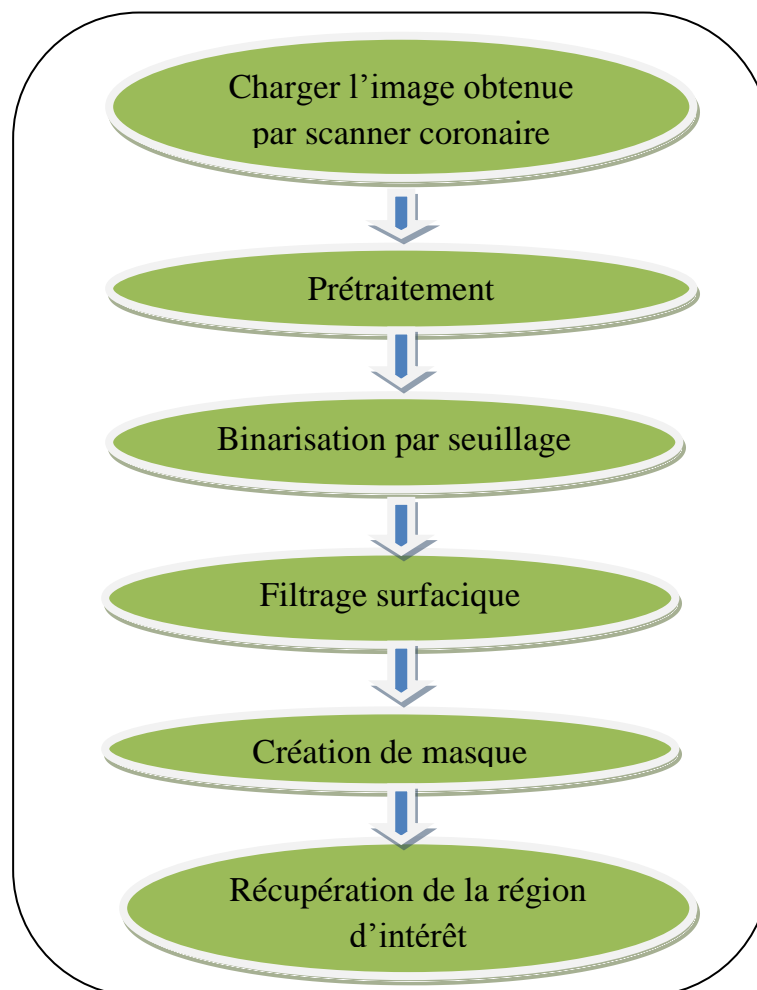 Charger l’image obtenue
par scanner coronaire
Prétraitement
Binarisation par seuillage
Filtrage surfacique
Création de masque
Récupération de la région
d’intérêt